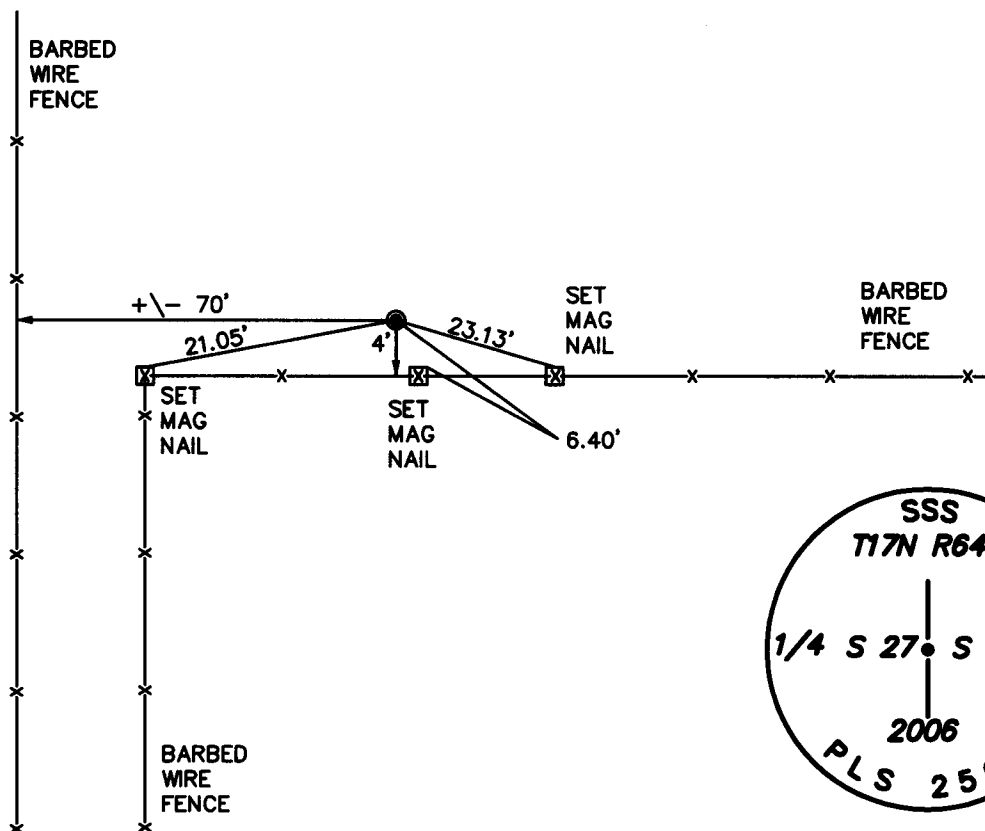 BARBED
WIRE
FENCE
+\- 70'
21.05'
4'
23.13'
SET
MAG
NAIL
BARBED
WIRE
FENCE
SET
MAG
NAIL
SET
MAG
NAIL
6.40'
BARBED
WIRE
FENCE
SSS
T17N R64
1/4 S 27 S
2006
PLS 25